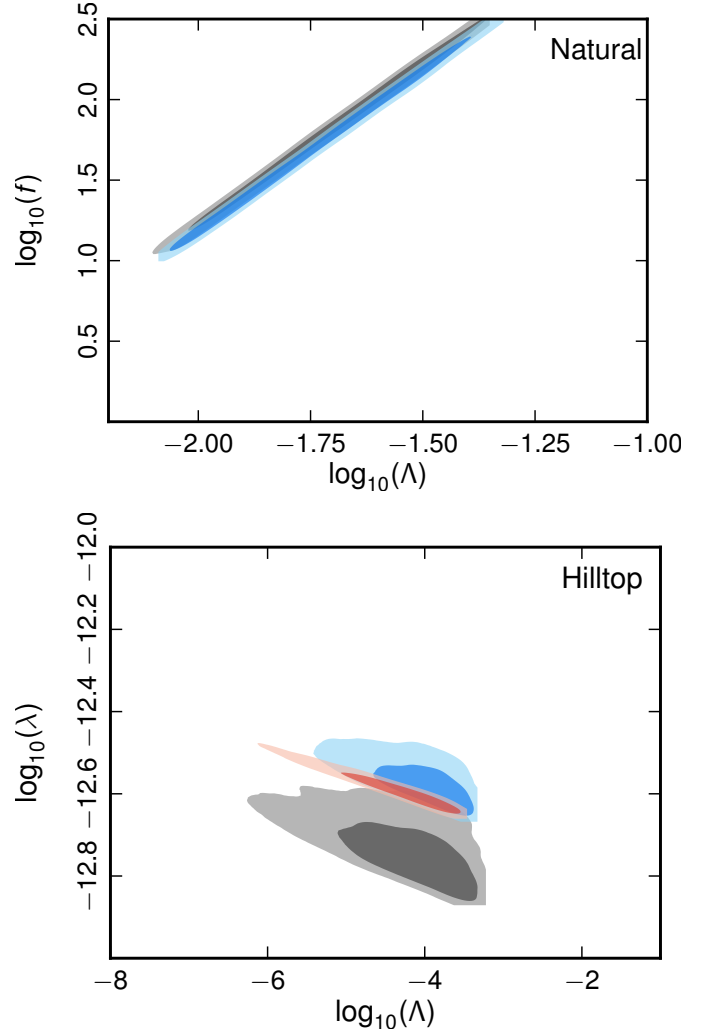 2.5
2.0
1.5
1.0
0.5
log₁₀(f)
Natural
−2.00 −1.75 −1.50 −1.25 −1.00
log₁₀(Λ)
−12.0
−12.2
−12.4
−12.6
−12.8
log₁₀(λ)
Hilltop
−8 −6 −4 −2
log₁₀(Λ)